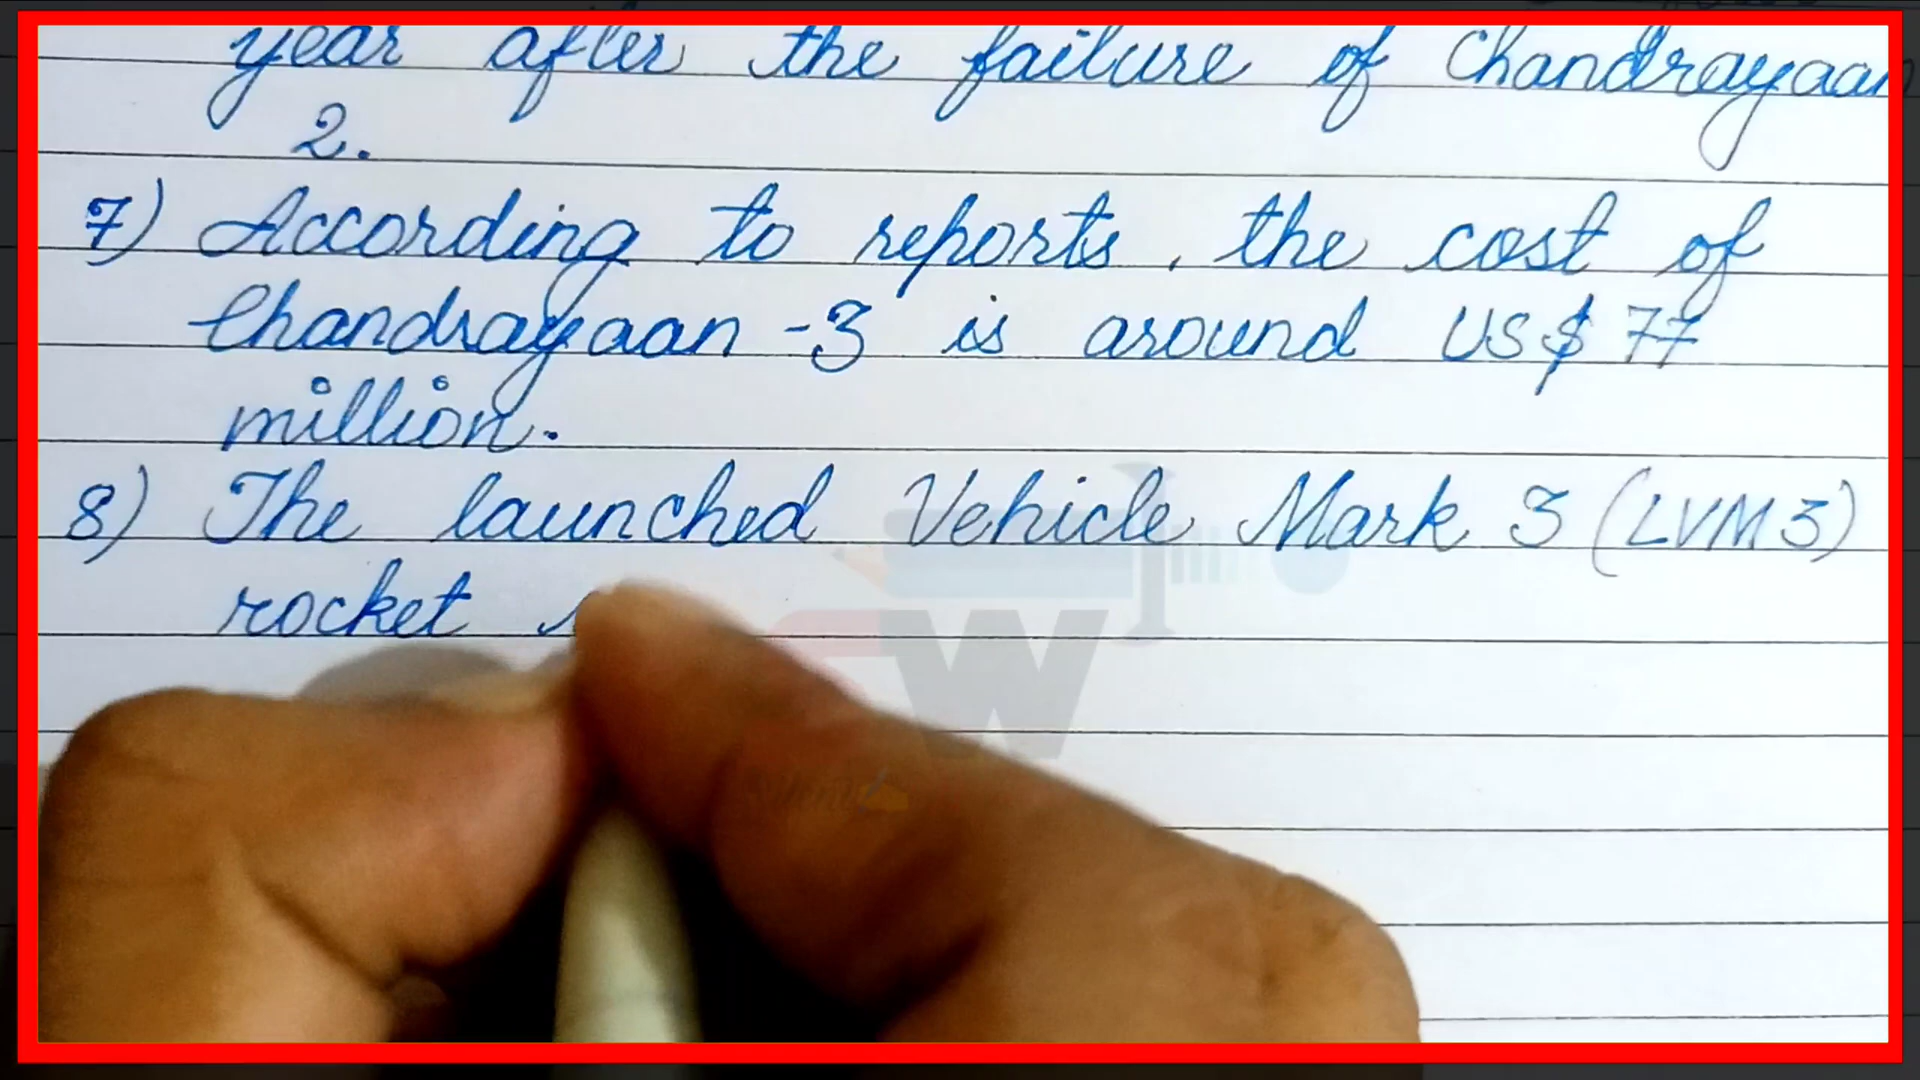 year after the failure of Chandrayaan
2.
7) According to reports, the cost of
Chandrayaan -3 is around US$ 77
million.
8) The launched Vehicle Mark 3 (LVM3)
rocket
W